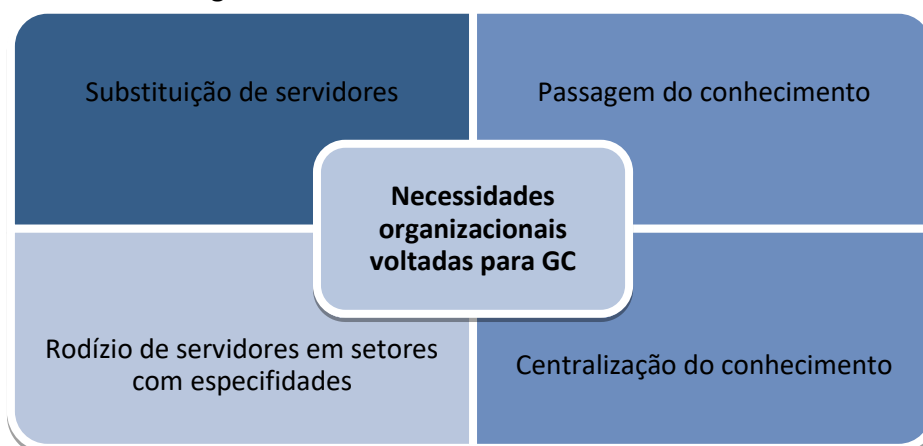 Substituição de servidores
Passagem do conhecimento
Necessidades
organizacionais
voltadas para GC
Rodízio de servidores em setores
com especifidades
Centralização do conhecimento